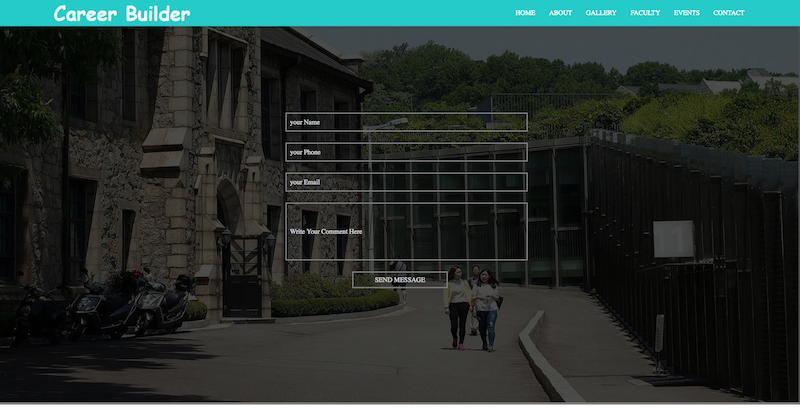 Career Builder
HOME ABOUT GALLERY FACULTY EVENTS CONTACT
your Name
your Phone
your Email
Write Your Comment Here
SEND MESSAGE